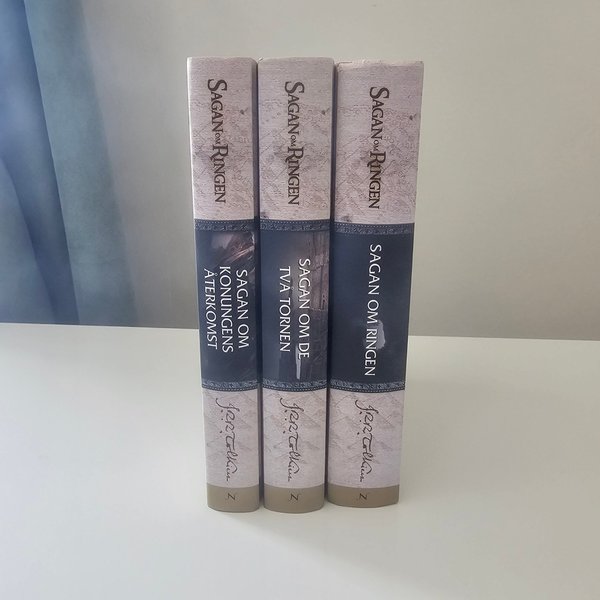 SAGAN OM RINGEN
SAGAN OM
KONUNGENS
ÅTERKOMST
J.R.R. Tolkien
Z
SAGAN OM RINGEN
SAGAN OM DE
TVÅ TORNEN
J.R.R. Tolkien
Z
SAGAN OM RINGEN
SAGAN OM RINGEN
J.R.R. Tolkien
Z